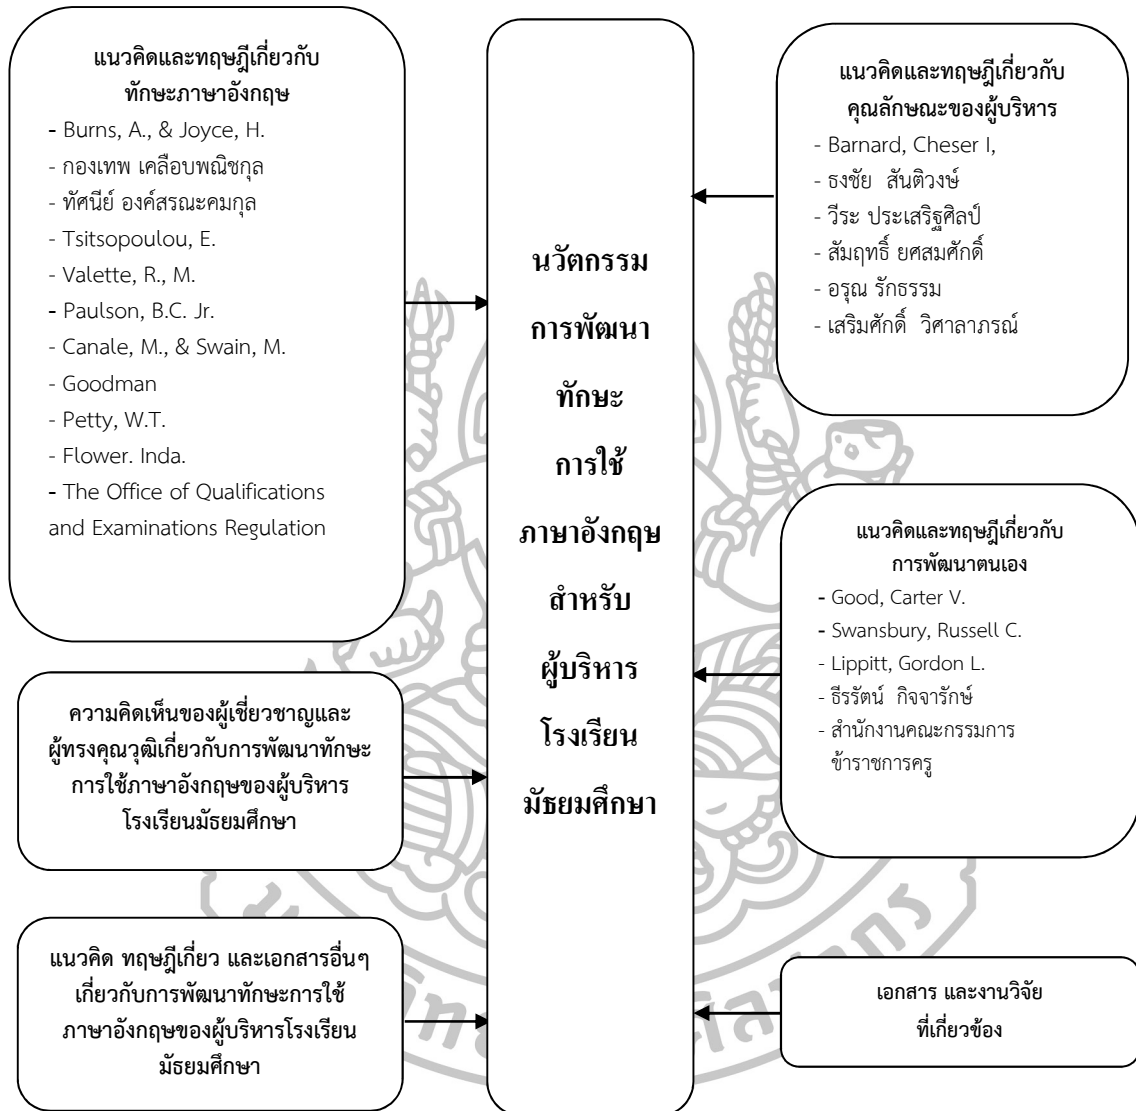 แนวคิดและทฤษฎีเกี่ยวกับ
ทักษะภาษาอังกฤษ
- Burns, A., & Joyce, H.
- กองเทพ เคลือบพณิชกุล
- ทัศนีย์ องค์สรณะคมกุล
- Tsitsopoulou, E.
- Valette, R., M.
- Paulson, B.C. Jr.
- Canale, M., & Swain, M.
- Goodman
- Petty, W.T.
- Flower. Inda.
- The Office of Qualifications
and Examinations Regulation
ความคิดเห็นของผู้เชี่ยวชาญและ
ผู้ทรงคุณวุฒิเกี่ยวกับการพัฒนาทักษะ
การใช้ภาษาอังกฤษของผู้บริหาร
โรงเรียนมัธยมศึกษา
แนวคิด ทฤษฎีเกี่ยว และเอกสารอื่นๆ
เกี่ยวกับการพัฒนาทักษะการใช้
ภาษาอังกฤษของผู้บริหารโรงเรียน
มัธยมศึกษา
นวัตกรรม
การพัฒนา
ทักษะ
การใช้
ภาษาอังกฤษ
สำหรับ
ผู้บริหาร
โรงเรียน
มัธยมศึกษา
แนวคิดและทฤษฎีเกี่ยวกับ
คุณลักษณะของผู้บริหาร
- Barnard, Cheser I,
- ธงชัย สันติวงษ์
- วีระ ประเสริฐศิลป์
- สัมฤทธิ์ ยศสมศักดิ์
- อรุณ รักธรรม
- เสริมศักดิ์ วิศาลาภรณ์
แนวคิดและทฤษฎีเกี่ยวกับ
การพัฒนาตนเอง
- Good, Carter V.
- Swansbury, Russell C.
- Lippitt, Gordon L.
- ธีรรัตน์ กิจจารักษ์
- สำนักงานคณะกรรมการ
ข้าราชการครู
เอกสาร และงานวิจัย
ที่เกี่ยวข้อง